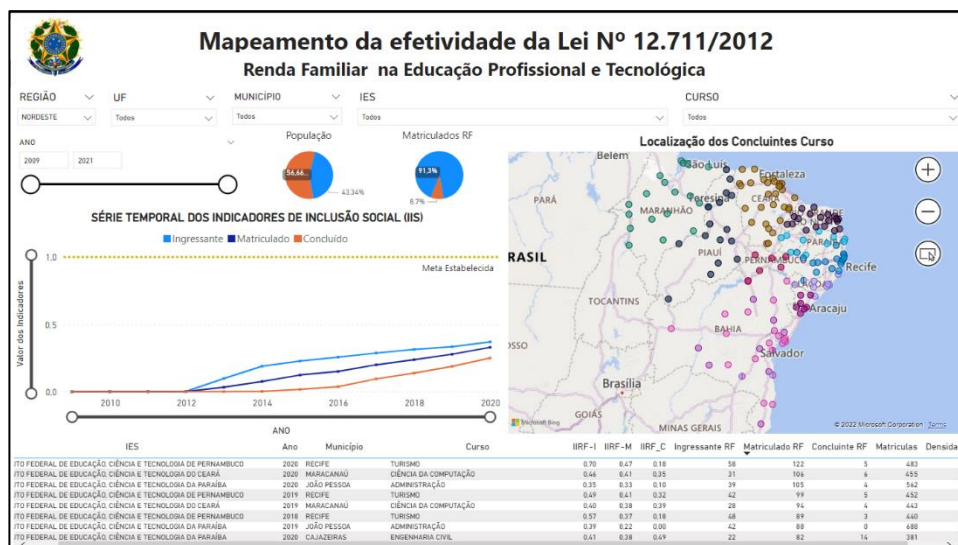 Mapeamento da efetividade da Lei Nº 12.711/2012
Renda Familiar na Educação Profissional e Tecnológica
REGIÃO UF MUNICÍPIO IES CURSO
NORDESTE Todos Todos Todos Todos
ANO
2009 2021
População
56,66...
43,34%
Matriculados RF
91,3%
8,7%
Localização dos Concluintes Curso
SÉRIE TEMPORAL DOS INDICADORES DE INCLUSÃO SOCIAL (IIS)
Ingressante Matriculado Concluído
1,0
Meta Estabelecida
0,5
0,0
Valor dos Indicadores
2010 2012 2014 2016 2018 2020
ANO
Belem
São Luís
Fortaleza
Teresina
CEARÁ
PARÁ
MARANHÃO
PIAUÍ
PERNAMBUCO
Recife
RASIL
TOCANTINS
Aracaju
BAHIA
OSSO
Salvador
Brasília
GOIÁS
MINAS GERAIS
Microsoft Bing
© 2022 Microsoft Corporation Terms
IES Ano Município Curso IIRF-I IIRF-M IIRF_C Ingressante RF Matriculado RF Concluinte RF Matriculas Densida
ITO FEDERAL DE EDUCAÇÃO, CIÊNCIA E TECNOLOGIA DE PERNAMBUCO 2020 RECIFE TURISMO 0,70 0,47 0,18 58 122 5 483
ITO FEDERAL DE EDUCAÇÃO, CIÊNCIA E TECNOLOGIA DO CEARÁ 2020 MARACANAÚ CIÊNCIA DA COMPUTAÇÃO 0,46 0,41 0,35 31 106 6 455
ITO FEDERAL DE EDUCAÇÃO, CIÊNCIA E TECNOLOGIA DA PARAÍBA 2020 JOÃO PESSOA ADMINISTRAÇÃO 0,35 0,33 0,10 39 105 4 562
ITO FEDERAL DE EDUCAÇÃO, CIÊNCIA E TECNOLOGIA DE PERNAMBUCO 2019 RECIFE TURISMO 0,49 0,41 0,32 42 99 5 452
ITO FEDERAL DE EDUCAÇÃO, CIÊNCIA E TECNOLOGIA DO CEARÁ 2019 MARACANAÚ CIÊNCIA DA COMPUTAÇÃO 0,40 0,38 0,39 28 94 4 443
ITO FEDERAL DE EDUCAÇÃO, CIÊNCIA E TECNOLOGIA DE PERNAMBUCO 2018 RECIFE TURISMO 0,57 0,37 0,18 48 89 3 440
ITO FEDERAL DE EDUCAÇÃO, CIÊNCIA E TECNOLOGIA DA PARAÍBA 2019 JOÃO PESSOA ADMINISTRAÇÃO 0,39 0,22 0,00 42 88 0 688
ITO FEDERAL DE EDUCAÇÃO, CIÊNCIA E TECNOLOGIA DA PARAÍBA 2020 CAJAZEIRAS ENGENHARIA CIVIL 0,41 0,38 0,49 22 82 14 381